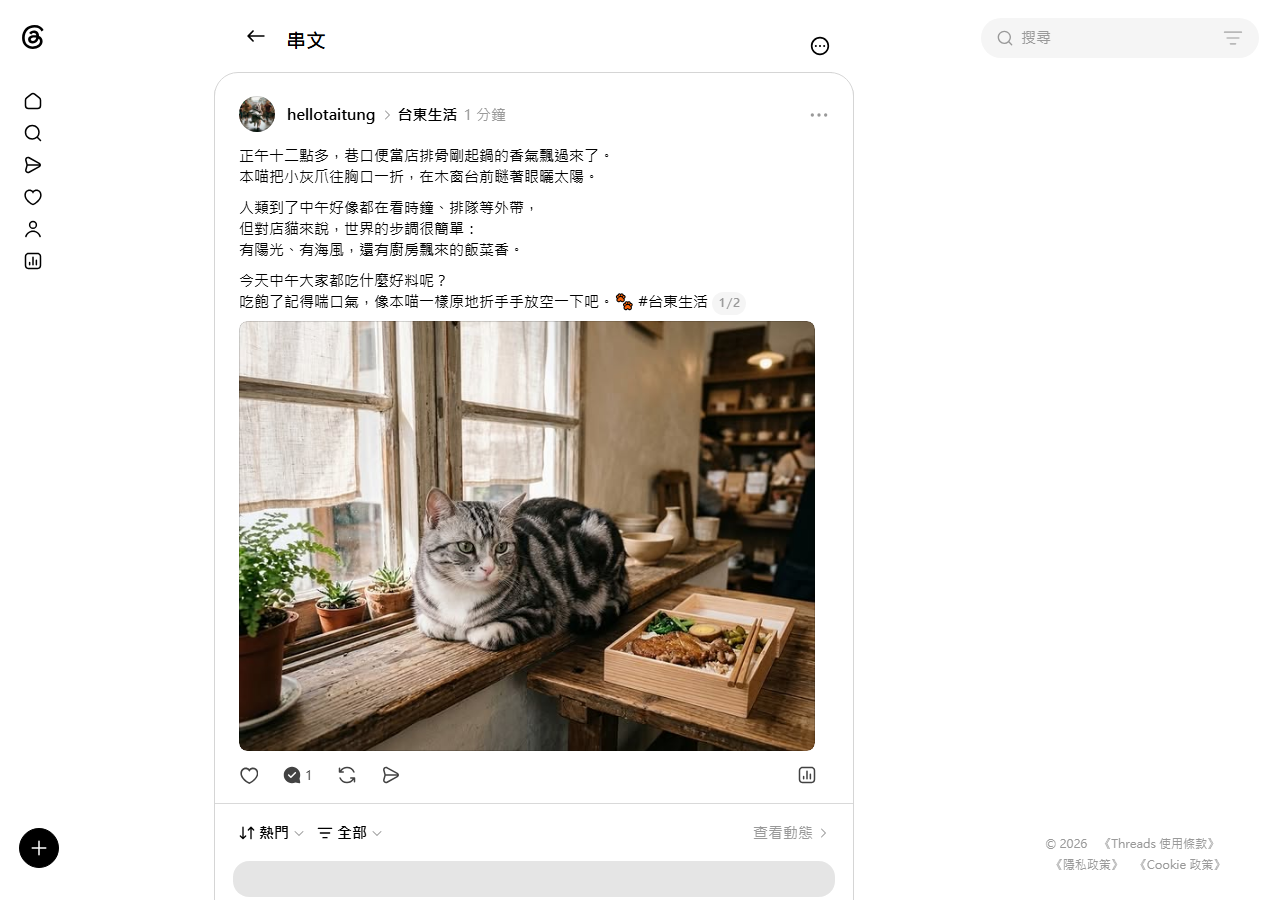 串文
搜尋
hellotaitung > 台東生活 1 分鐘
正午十二點多，巷口便當店排骨剛起鍋的香氣飄過來了。
本喵把小灰爪往胸口一折，在木窗台前瞇著眼曬太陽。
人類到了中午好像都在看時鐘、排隊等外帶，
但對店貓來說，世界的步調很簡單：
有陽光、有海風，還有廚房飄來的飯菜香。
今天中午大家都吃什麼好料呢？
吃飽了記得喘口氣，像本喵一樣原地折手手放空一下吧。🐾 #台東生活 1/2
1
熱門 全部 查看動態
© 2026 《Threads 使用條款》
《隱私政策》 《Cookie 政策》